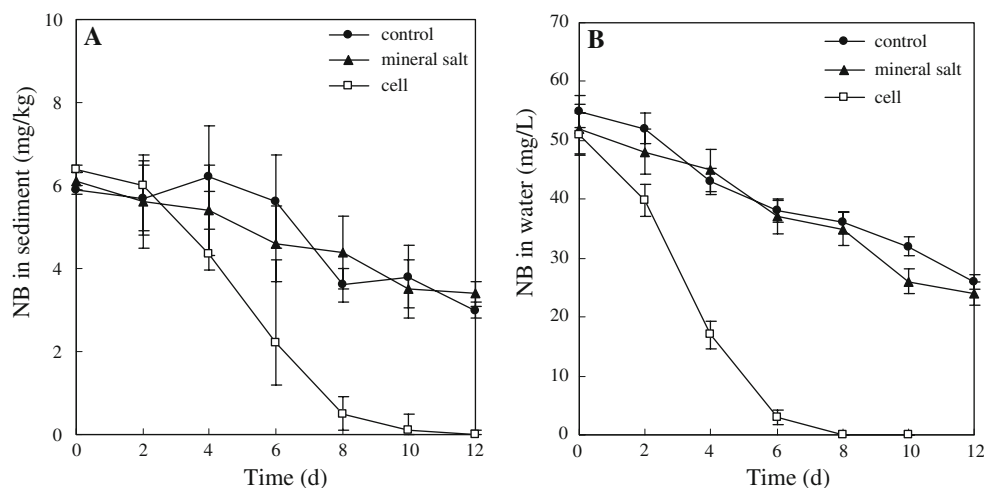 A
control
mineral salt
cell
NB in sediment (mg/kg)
10
8
6
4
2
0
0 2 4 6 8 10 12
Time (d)
B
control
mineral salt
cell
NB in water (mg/L)
70
60
50
40
30
20
10
0
0 2 4 6 8 10 12
Time (d)